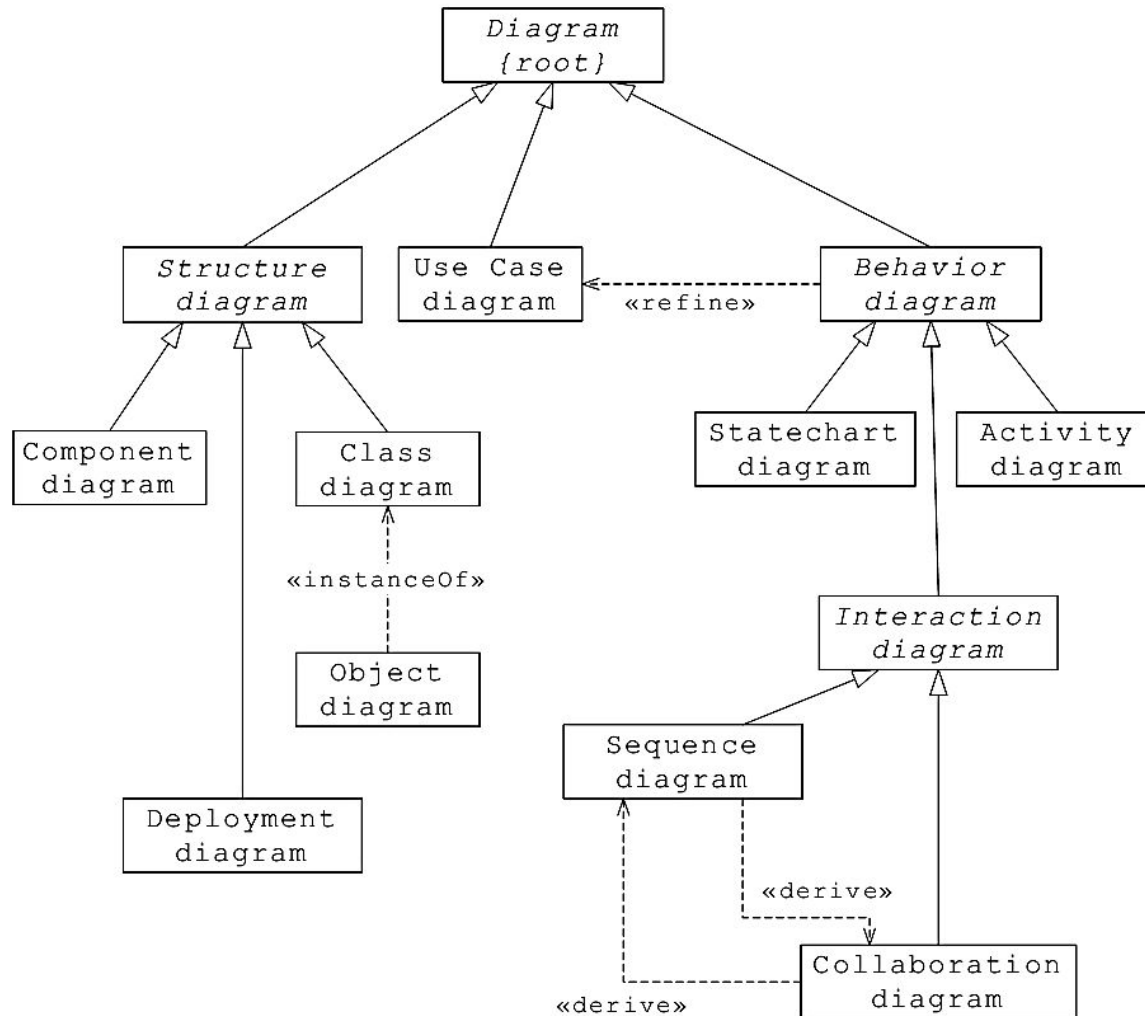 Diagram
{root}
Structure
diagram
Use Case
diagram
Behavior
diagram
«refine»
Component
diagram
Class
diagram
Statechart
diagram
Activity
diagram
«instanceOf»
Object
diagram
Interaction
diagram
Sequence
diagram
Deployment
diagram
«derive»
Collaboration
diagram
«derive»